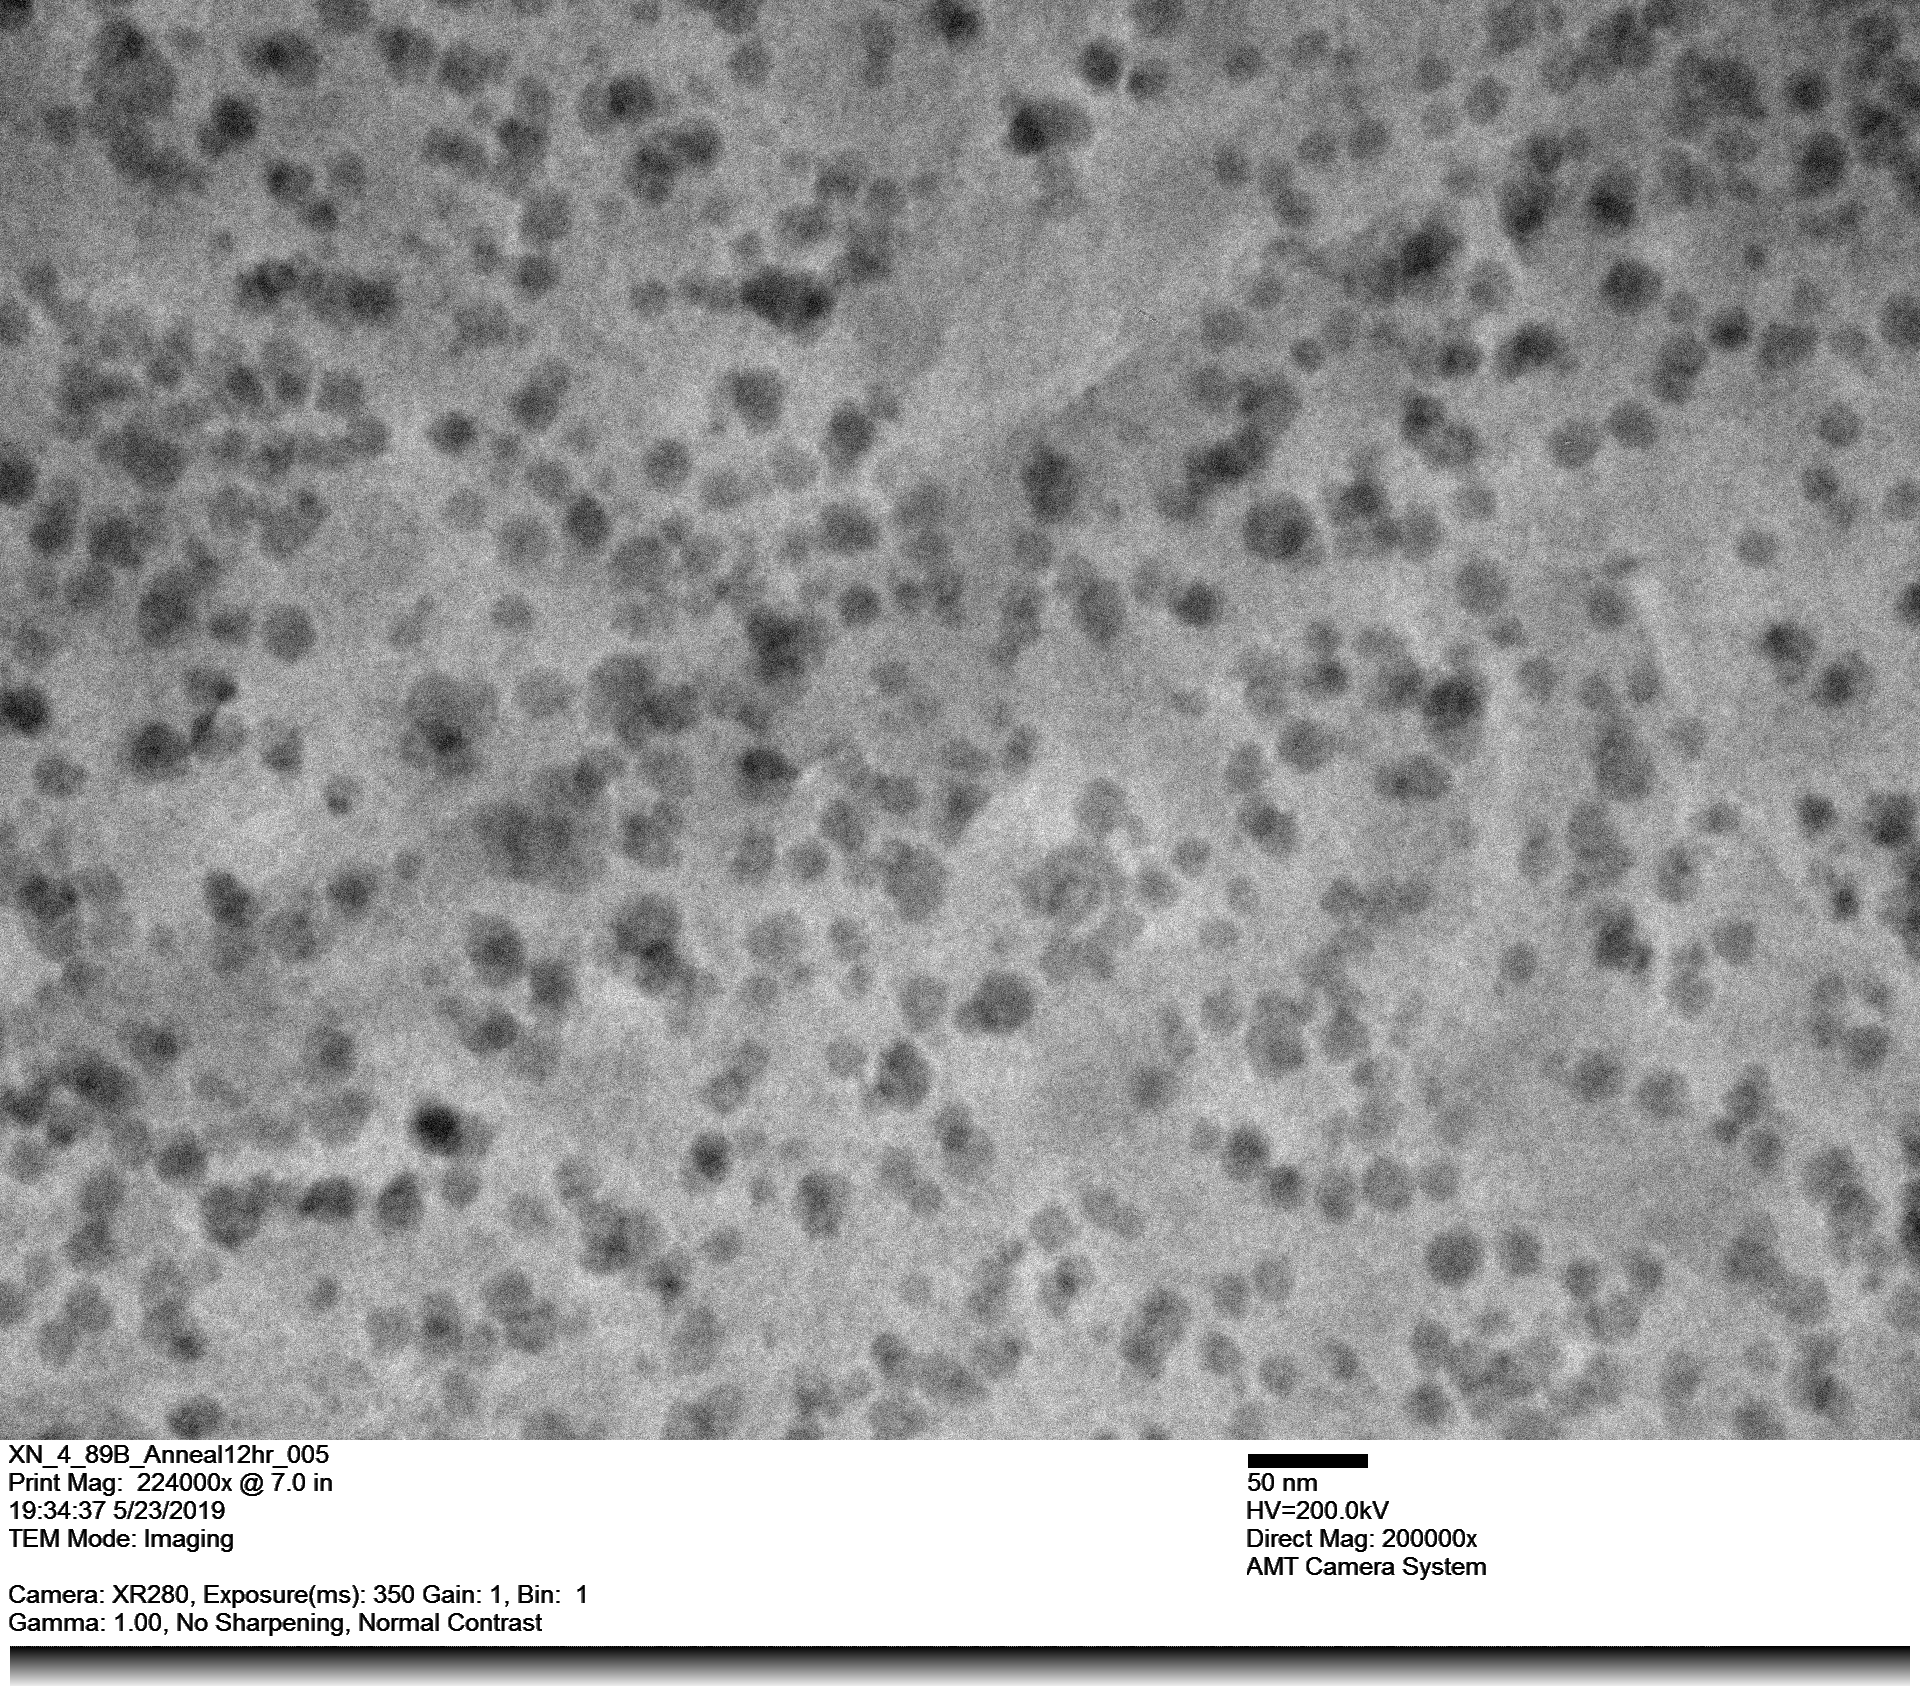 XN_4_89B_Anneal12hr_005
Print Mag:  224000x @ 7.0 in
19:34:37 5/23/2019
TEM Mode: Imaging
Camera: XR280, Exposure(ms): 350 Gain: 1, Bin:  1
Gamma: 1.00, No Sharpening, Normal Contrast
50 nm
HV=200.0kV
Direct Mag: 200000x
AMT Camera System